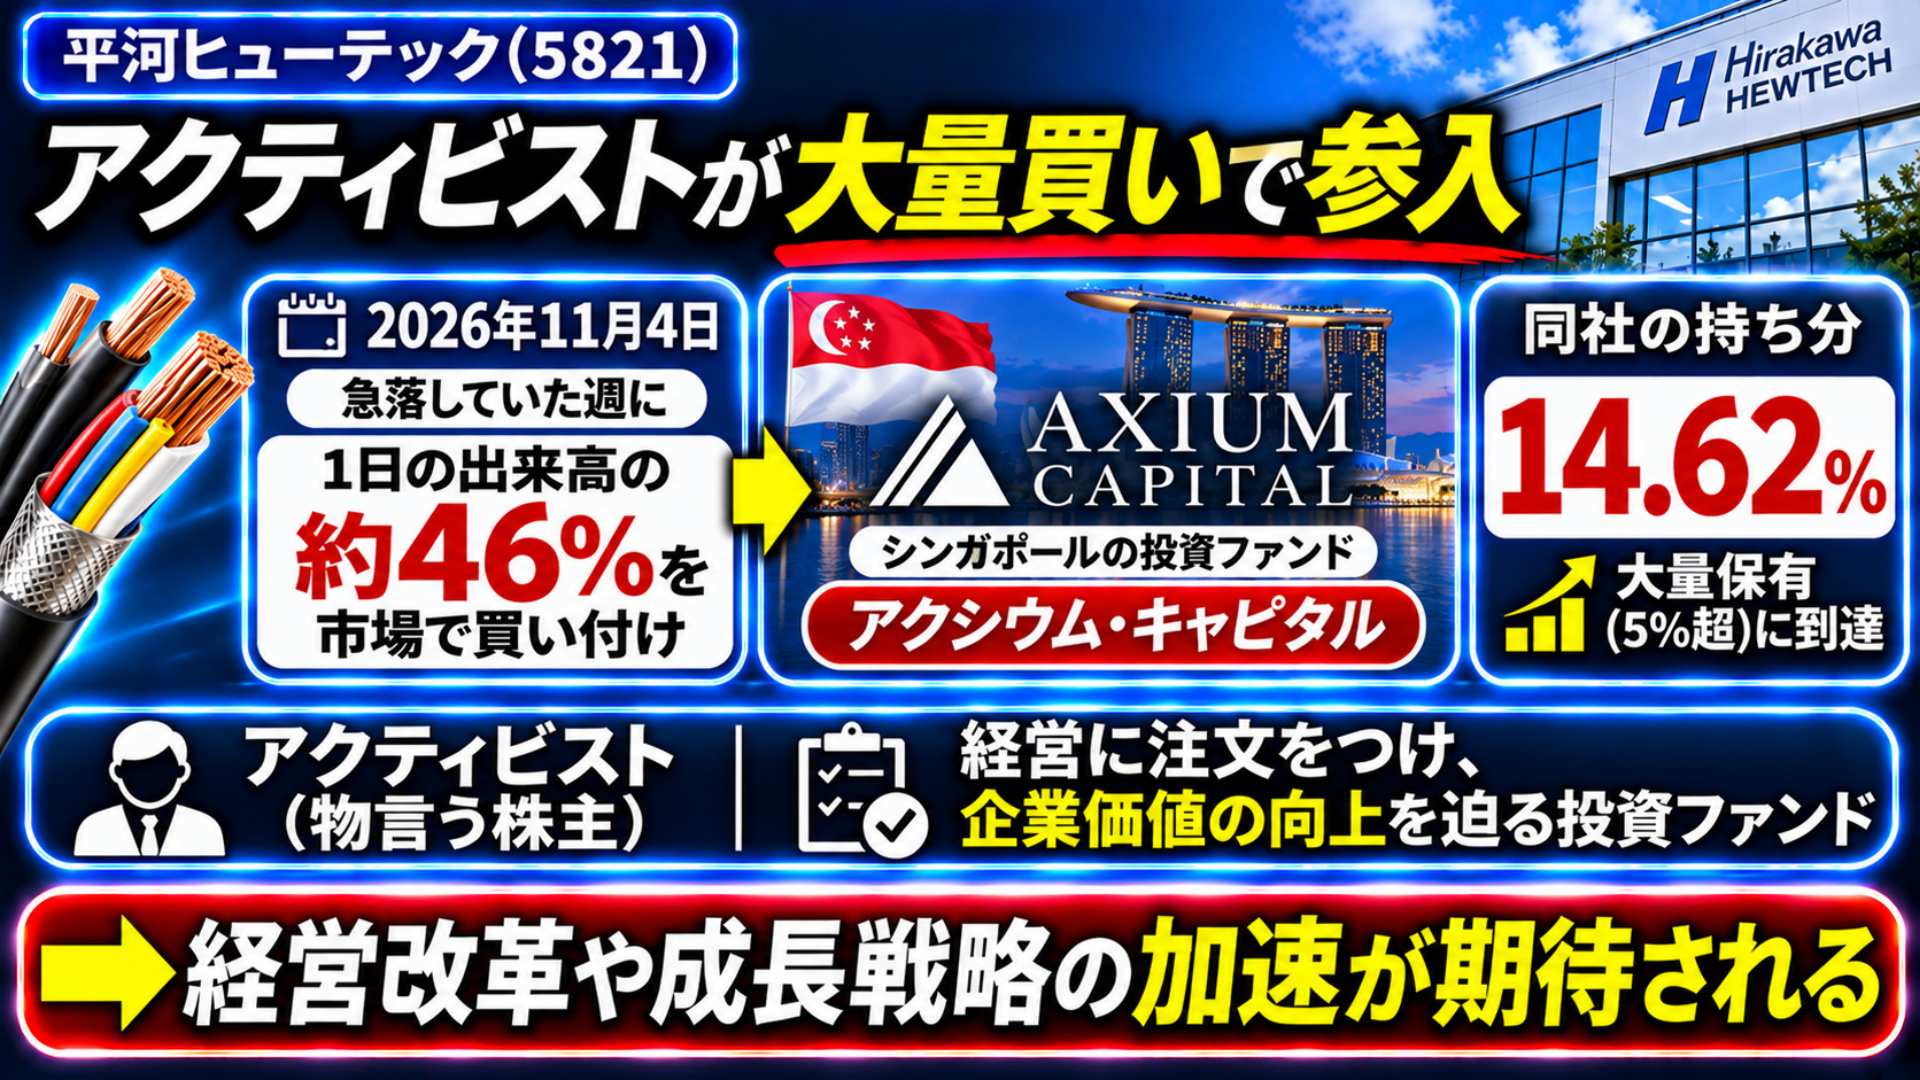 平河ヒューテック(5821)
H Hirakawa
HEWTECH
アクティビストが大量買いで参入
2026年11月4日
急落していた週に
1日の出来高の
約46%を
市場で買い付け
AXIUM
CAPITAL
シンガポールの投資ファンド
アクシウム・キャピタル
同社の持ち分
14.62%
大量保有
(5%超)に到達
アクティビスト
(物言う株主)
経営に注文をつけ、
企業価値の向上を迫る投資ファンド
経営改革や成長戦略の加速が期待される